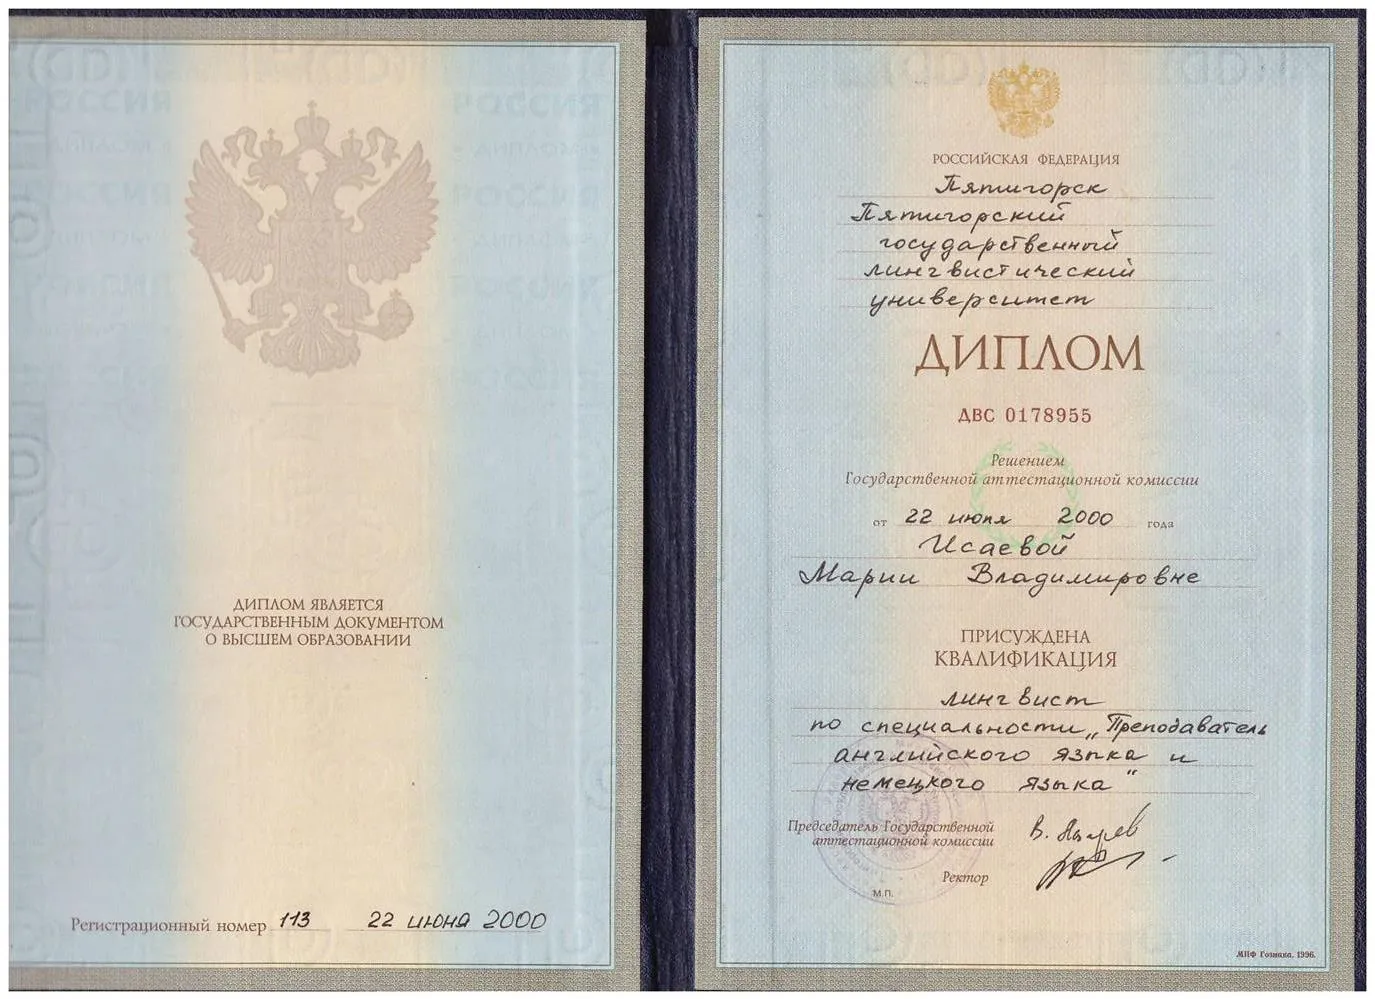 ДИПЛОМ ЯВЛЯЕТСЯ
ГОСУДАРСТВЕННЫМ ДОКУМЕНТОМ
О ВЫСШЕМ ОБРАЗОВАНИИ
Регистрационный номер 113 22 июня 2000
РОССИЙСКАЯ ФЕДЕРАЦИЯ
Пятигорск
Пятигорский
государственный
лингвистический
университет
ДИПЛОМ
ДВС 0178955
Решением
Государственной аттестационной комиссии
от 22 июня 2000 года
Исаевой
Марии Владимировне
ПРИСУЖДЕНА
КВАЛИФИКАЦИЯ
лингвист
по специальности „Преподаватель
английского языка и
немецкого языка"
Председатель Государственной
аттестационной комиссии
Ректор
М.П.
МПФ Гознака. 1996.